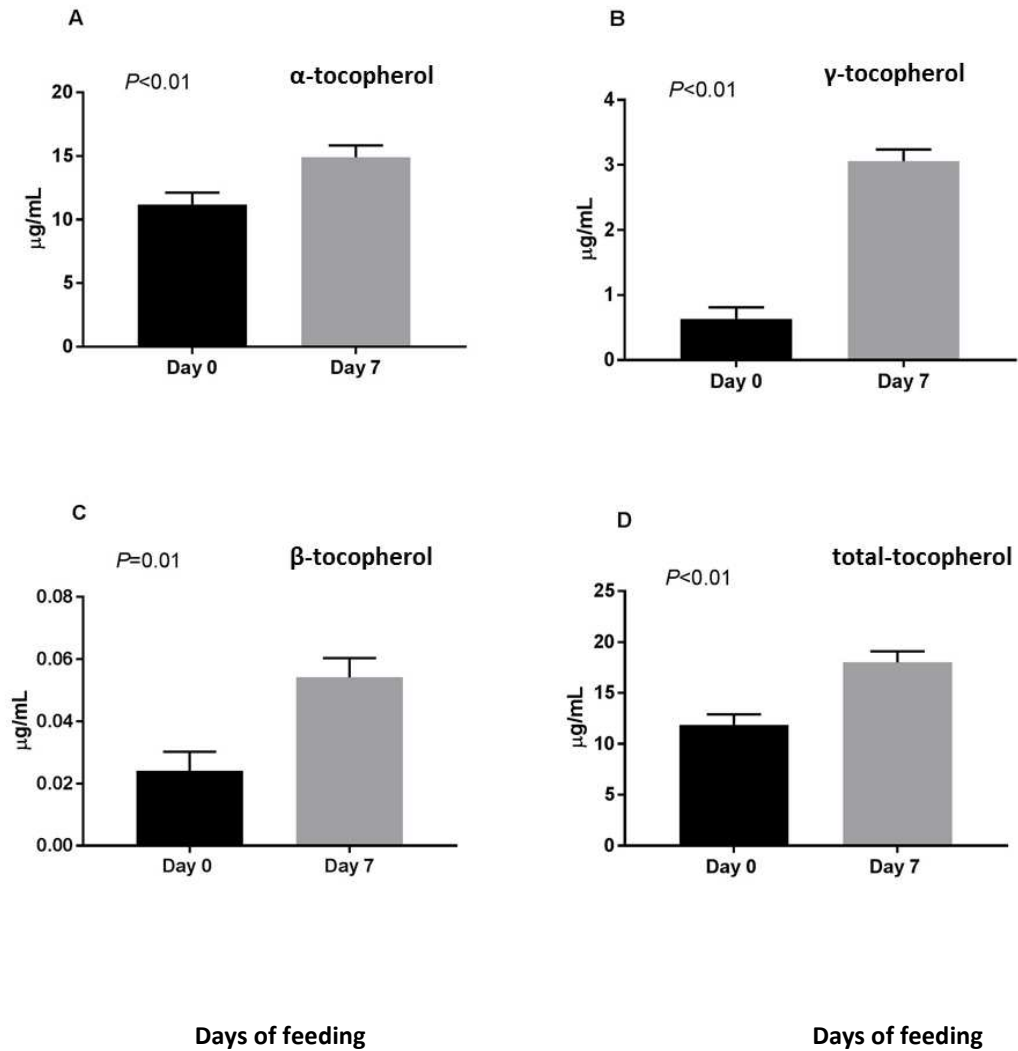 A
P<0.01
α-tocopherol
20
15
10
5
0
μg/mL
Day 0
Day 7
B
P<0.01
γ-tocopherol
4
3
2
1
0
μg/mL
Day 0
Day 7
C
P=0.01
β-tocopherol
0.08
0.06
0.04
0.02
0.00
μg/mL
Day 0
Day 7
D
P<0.01
total-tocopherol
25
20
15
10
5
0
μg/mL
Day 0
Day 7
Days of feeding
Days of feeding